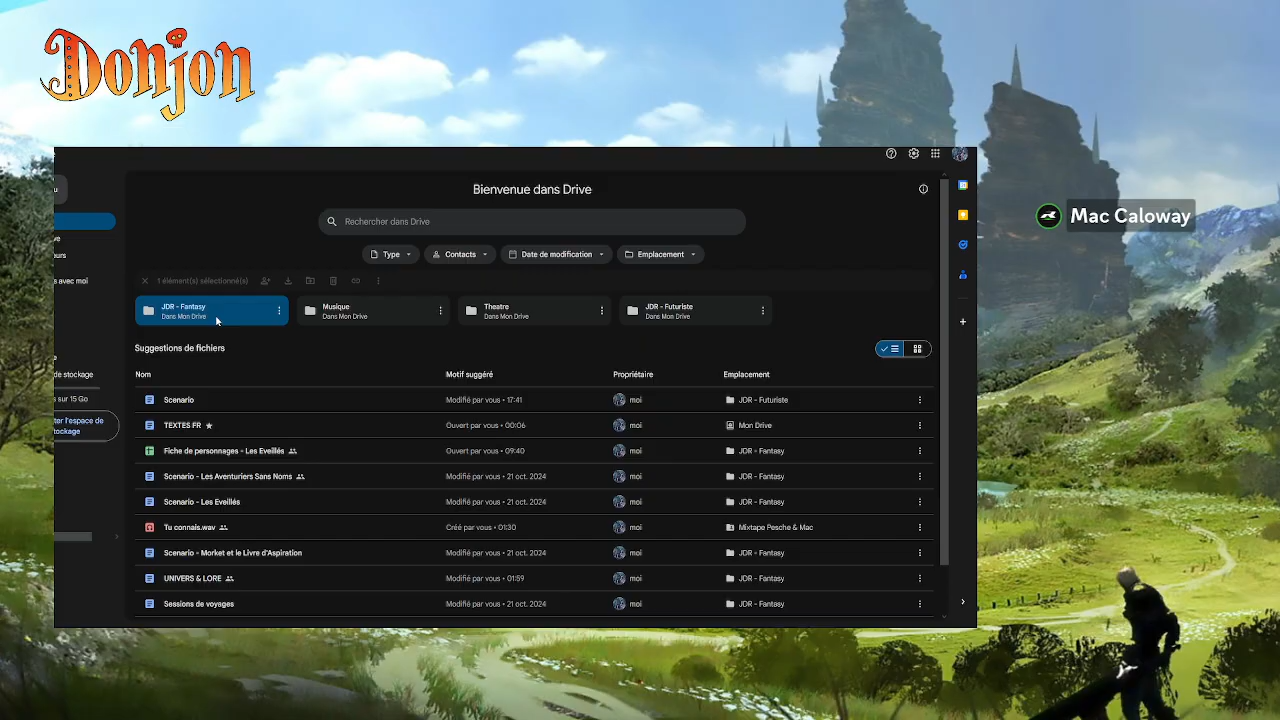 Donjon
Bienvenue dans Drive
Rechercher dans Drive
Type
Contacts
Date de modification
Emplacement
Mac Caloway
u
ve
eurs
s avec moi
e
de stockage
sur 15 Go
ter l'espace de
tockage
1 élément(s) sélectionné(s)
JDR - Fantasy
Dans Mon Drive
Musique
Dans Mon Drive
Theatre
Dans Mon Drive
JDR - Futuriste
Dans Mon Drive
Suggestions de fichiers
Nom Motif suggéré Propriétaire Emplacement
Scenario Modifié par vous • 17:41 moi JDR - Futuriste
TEXTES FR Ouvert par vous • 00:06 moi Mon Drive
Fiche de personnages - Les Eveillés Ouvert par vous • 09:40 moi JDR - Fantasy
Scenario - Les Aventuriers Sans Noms Modifié par vous • 21 oct. 2024 moi JDR - Fantasy
Scenario - Les Eveillés Modifié par vous • 21 oct. 2024 moi JDR - Fantasy
Tu connais.wav Créé par vous • 01:30 moi Mixtape Pesche & Mac
Scenario - Morket et le Livre d'Aspiration Modifié par vous • 21 oct. 2024 moi JDR - Fantasy
UNIVERS & LORE Modifié par vous • 01:59 moi JDR - Fantasy
Sessions de voyages Modifié par vous • 21 oct. 2024 moi JDR - Fantasy